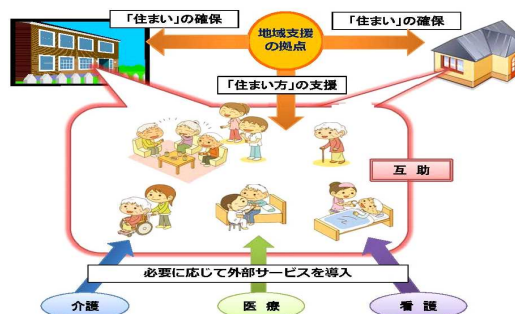 「住まい」の確保
地域支援
の拠点
「住まい」の確保
「住まい方」の支援
互 助
必要に応じて外部サービスを導入
介護
医 療
看 護